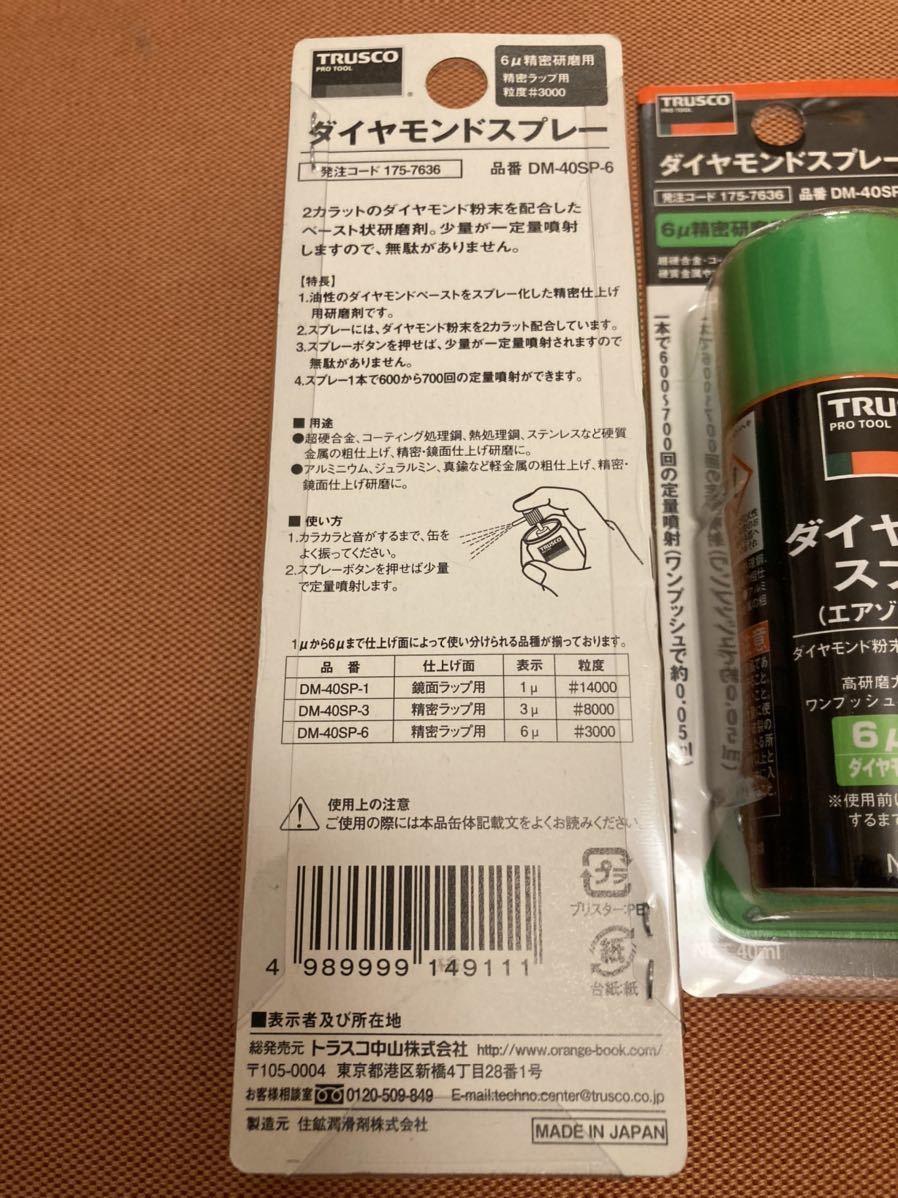 TRUSCO
PRO TOOL
6μ精密研磨用
精密ラップ用
粒度#3000
ダイヤモンドスプレー
発注コード 175-7636 品番 DM-40SP-6
2カラットのダイヤモンド粉末を配合した
ペースト状研磨剤。少量が一定量噴射
しますので、無駄がありません。
【特長】
1.油性のダイヤモンドペーストをスプレー化した精密仕上げ
用研磨剤です。
2.スプレーには、ダイヤモンド粉末を2カラット配合しています。
3.スプレーボタンを押せば、少量が一定量噴射されますので
無駄がありません。
4.スプレー1本で600から700回の定量噴射ができます。
■ 用途
●超硬合金、コーティング処理鋼、熱処理鋼、ステンレスなど硬質
金属の粗仕上げ、精密・鏡面仕上げ研磨に。
●アルミニウム、ジュラルミン、真鍮など軽金属の粗仕上げ、精密・
鏡面仕上げ研磨に。
■ 使い方
1.カラカラと音がするまで、缶を
よく振ってください。
2.スプレーボタンを押せば少量
で定量噴射します。
TRUSCO
1μから6μまで仕上げ面によって使い分けられる品種が揃っております。
品 番 仕上げ面 表示 粒度
DM-40SP-1 鏡面ラップ用 1μ #14000
DM-40SP-3 精密ラップ用 3μ #8000
DM-40SP-6 精密ラップ用 6μ #3000
使用上の注意
ご使用の際には本品缶体記載文をよくお読みください
プラ
ブリスター:PE
紙
台紙:紙
4 989999 149111
■表示者及び所在地
総発売元 トラスコ中山株式会社 http://www.orange-book.com/
〒105-0004 東京都港区新橋4丁目28番1号
お客様相談室 0120-509-849 E-mail:techno.center@trusco.co.jp
製造元 住鉱潤滑剤株式会社
MADE IN JAPAN
TRUSCO
PRO TOOL
ダイヤモンドスプレー
発注コード 175-7636 品番 DM-40SP
6μ精密研磨
一本で600~700回の定量噴射(ワンプッシュで約0.05ml)
TRUS
PRO TOOL
ダイヤ
スプ
(エアゾ
ダイヤモンド粉末
高研磨力
ワンプッシュ
6μ
ダイヤモ
※使用前に
するまで
N
NET 40ml